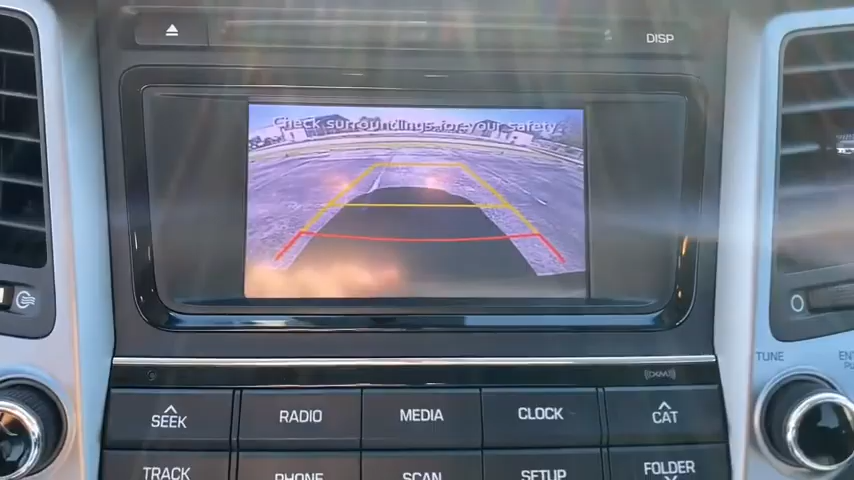 DISP
Check surroundings for your safety
TUNE
SEEK
RADIO
MEDIA
CLOCK
CAT
TRACK
PHONE
SCAN
SETUP
FOLDER